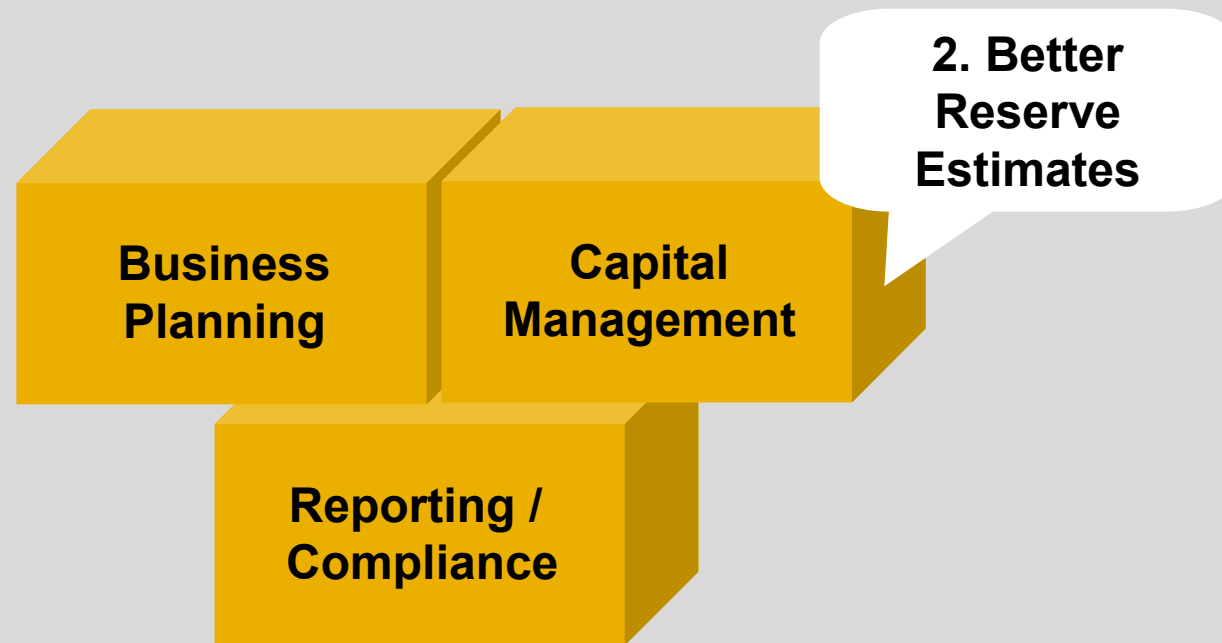 2. Better
Reserve
Estimates
Business
Planning
Capital
Management
Reporting /
Compliance